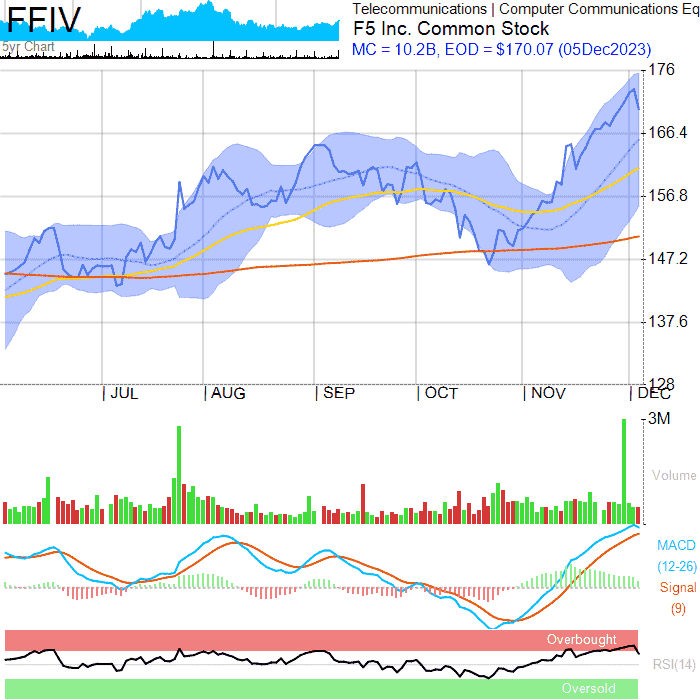 FFIV
5yr Chart
Telecommunications | Computer Communications Eq
F5 Inc. Common Stock
MC = 10.2B, EOD = $170.07 (05Dec2023)
176
166.4
156.8
147.2
137.6
128
| JUL | AUG | SEP | OCT | NOV | DEC
3M
Volume
MACD
(12-26)
Signal
(9)
Overbought
RSI(14)
Oversold